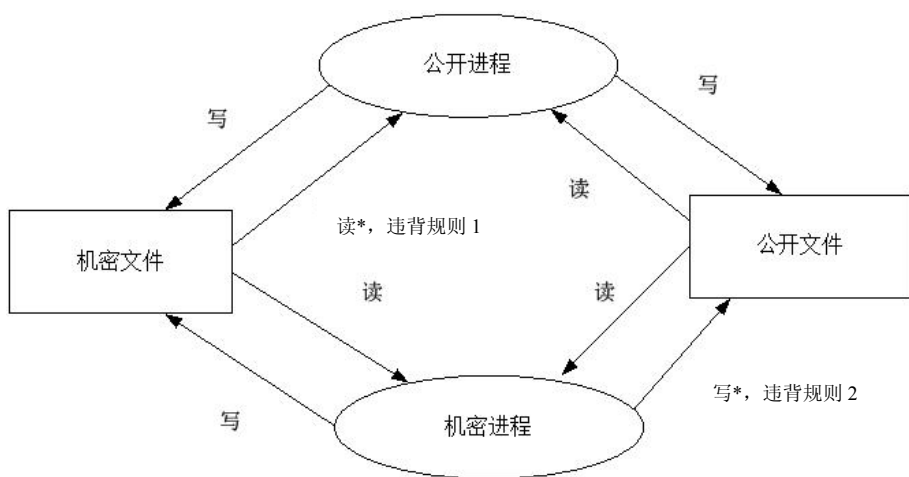 公开进程
写
写
读
读*，违背规则 1
机密文件
公开文件
读
读
写*，违背规则 2
写
机密进程